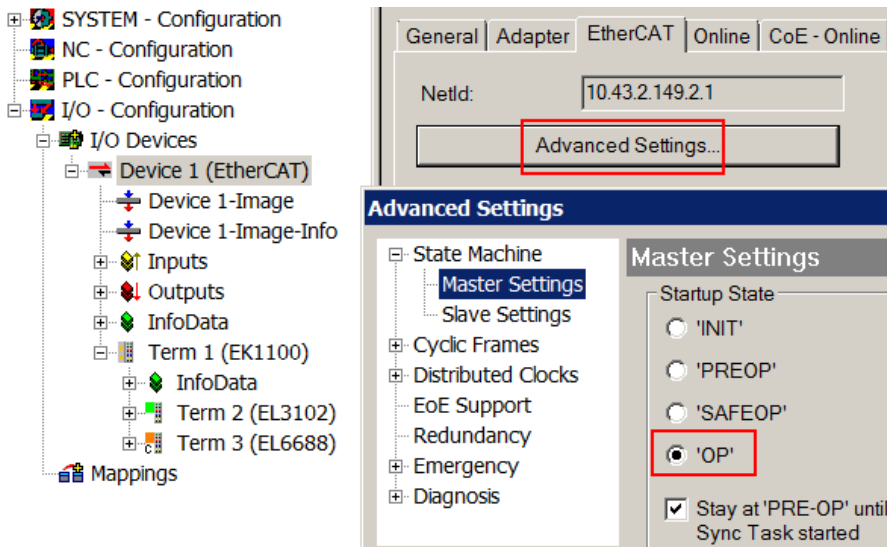 SYSTEM - Configuration
NC - Configuration
PLC - Configuration
I/O - Configuration
I/O Devices
Device 1 (EtherCAT)
Device 1-Image
Device 1-Image-Info
Inputs
Outputs
InfoData
Term 1 (EK1100)
InfoData
Term 2 (EL3102)
Term 3 (EL6688)
Mappings
General Adapter EtherCAT Online CoE - Online
NetId: 10.43.2.149.2.1
Advanced Settings...
Advanced Settings
State Machine
Master Settings
Slave Settings
Cyclic Frames
Distributed Clocks
EoE Support
Redundancy
Emergency
Diagnosis
Master Settings
Startup State
'INIT'
'PREOP'
'SAFEOP'
'OP'
Stay at 'PRE-OP' until
Sync Task started